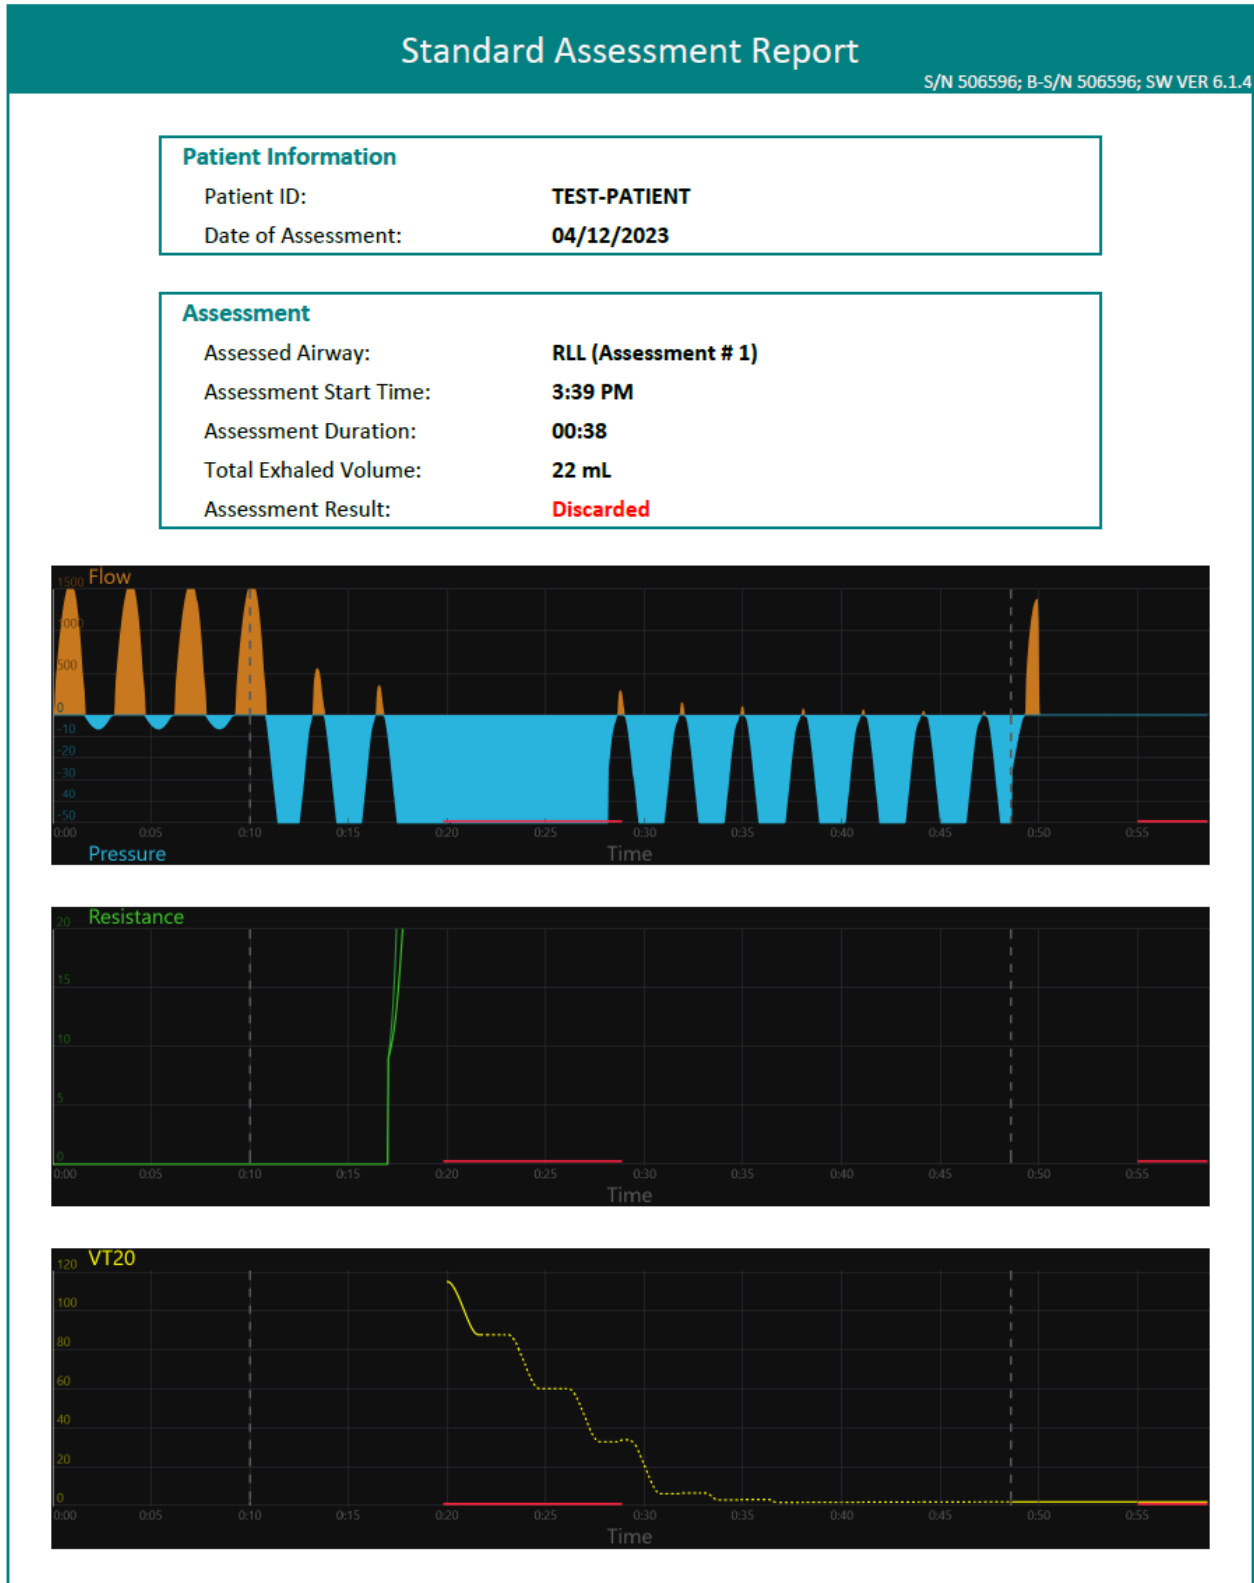 Standard Assessment Report
S/N 506596; B-S/N 506596; SW VER 6.1.4
Patient Information
Patient ID: TEST-PATIENT
Date of Assessment: 04/12/2023
Assessment
Assessed Airway: RLL (Assessment # 1)
Assessment Start Time: 3:39 PM
Assessment Duration: 00:38
Total Exhaled Volume: 22 mL
Assessment Result: Discarded
1500 Flow
1000
500
0
-10
-20
-30
-40
-50
0:00 0:05 0:10 0:15 0:20 0:25 0:30 0:35 0:40 0:45 0:50 0:55
Pressure Time
20 Resistance
15
10
5
0
0:00 0:05 0:10 0:15 0:20 0:25 0:30 0:35 0:40 0:45 0:50 0:55
Time
120 VT20
100
80
60
40
20
0
0:00 0:05 0:10 0:15 0:20 0:25 0:30 0:35 0:40 0:45 0:50 0:55
Time